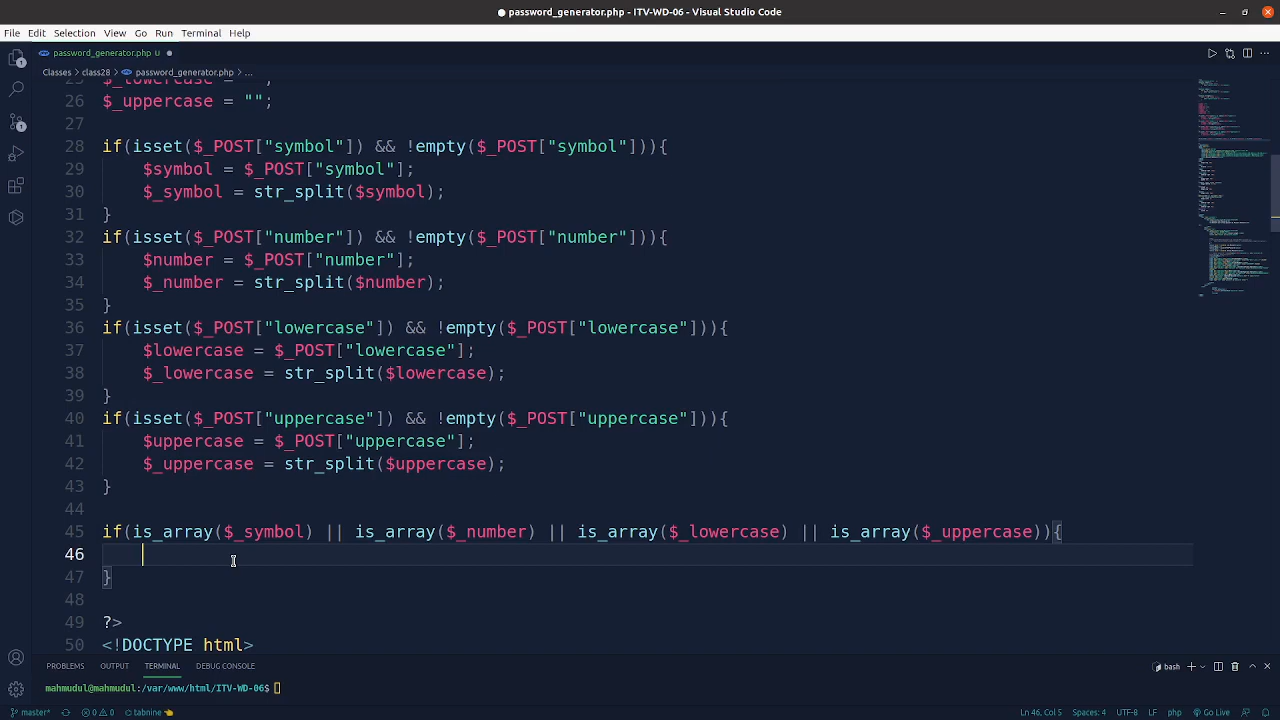 ● password_generator.php - ITV-WD-06 - Visual Studio Code
File Edit Selection View Go Run Terminal Help
password_generator.php U ●
Classes > class28 > password_generator.php > ...
25 $_lowercase = "";
26 $_uppercase = "";
27
28 if(isset($_POST["symbol"]) && !empty($_POST["symbol"])){
29 $symbol = $_POST["symbol"];
30 $_symbol = str_split($symbol);
31 }
32 if(isset($_POST["number"]) && !empty($_POST["number"])){
33 $number = $_POST["number"];
34 $_number = str_split($number);
35 }
36 if(isset($_POST["lowercase"]) && !empty($_POST["lowercase"])){
37 $lowercase = $_POST["lowercase"];
38 $_lowercase = str_split($lowercase);
39 }
40 if(isset($_POST["uppercase"]) && !empty($_POST["uppercase"])){
41 $uppercase = $_POST["uppercase"];
42 $_uppercase = str_split($uppercase);
43 }
44
45 if(is_array($_symbol) || is_array($_number) || is_array($_lowercase) || is_array($_uppercase)){
46
47 }
48
49 ?>
50 <!DOCTYPE html>
PROBLEMS OUTPUT TERMINAL DEBUG CONSOLE
bash
mahmudul@mahmudul:/var/www/html/ITV-WD-06$
master* 0 0 tabnine Ln 46, Col 5 Spaces: 4 UTF-8 LF php Go Live